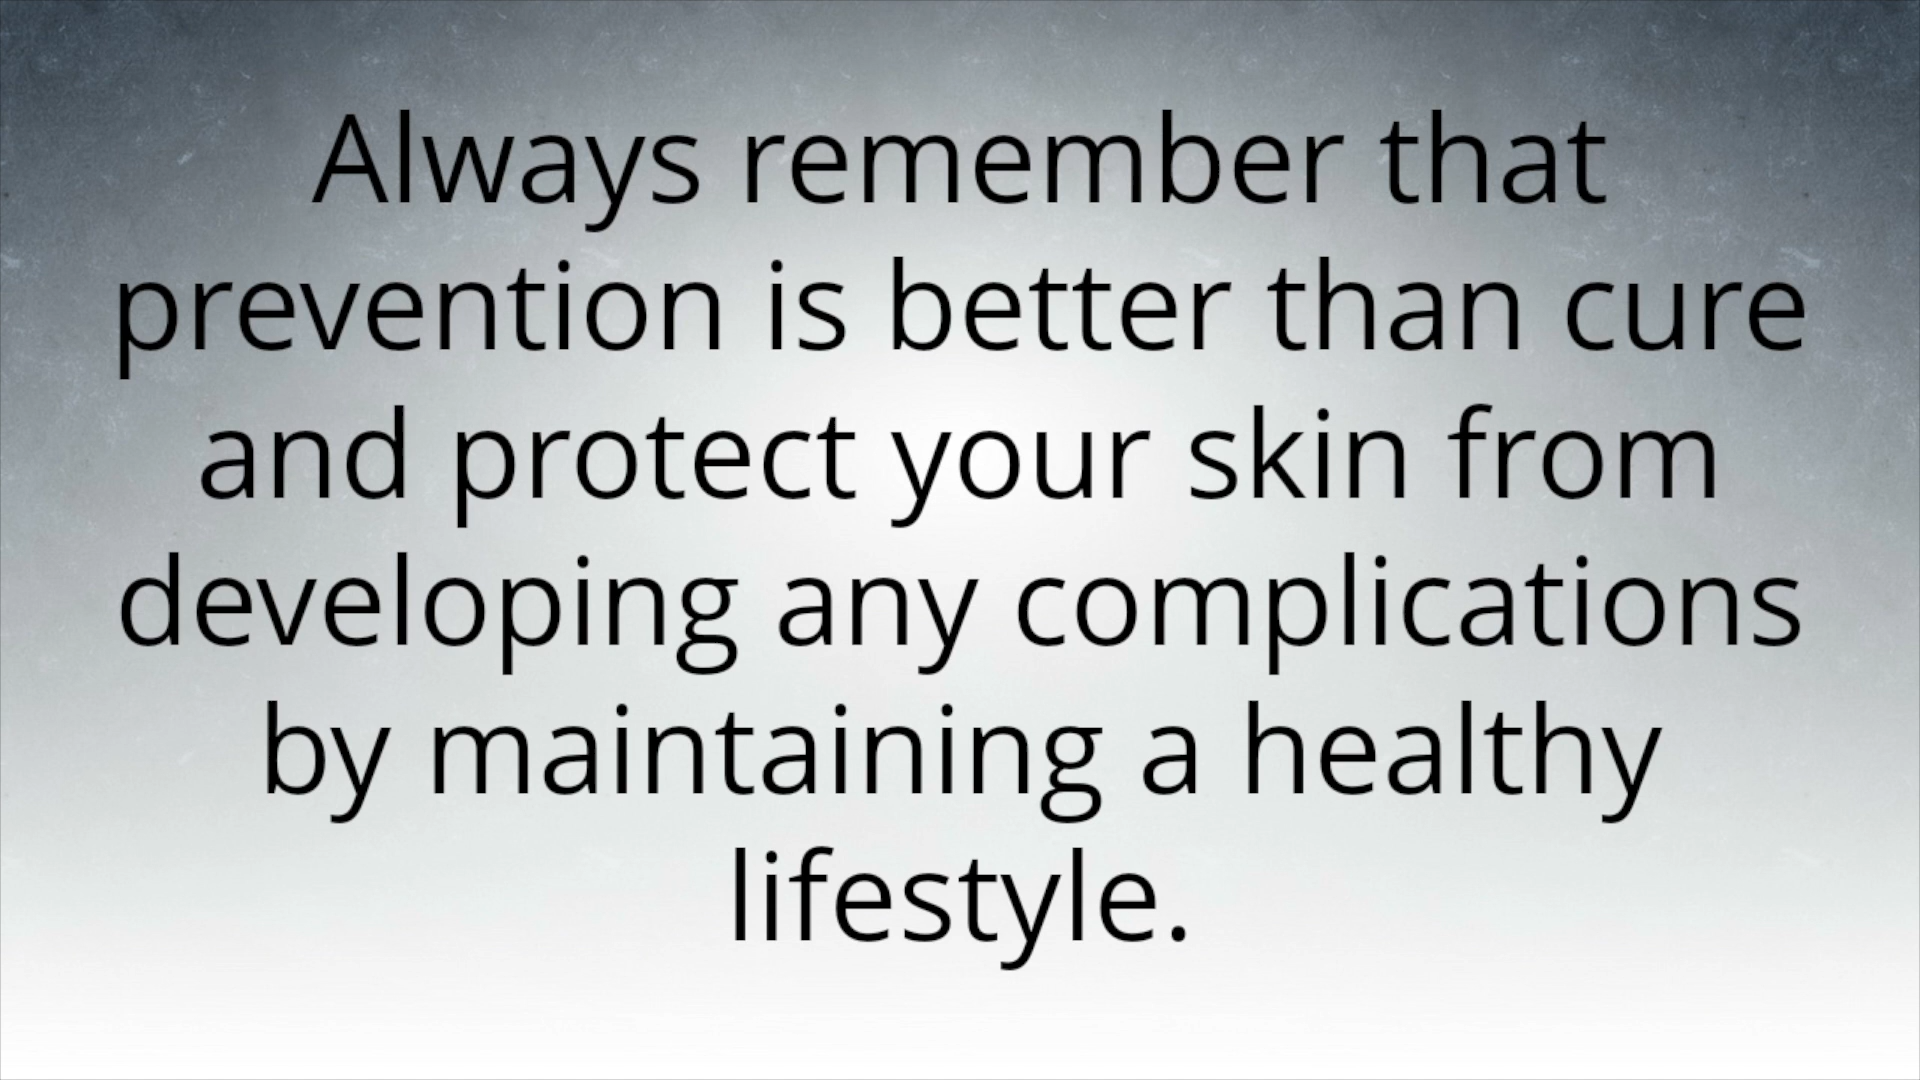 Always remember that
prevention is better than cure
and protect your skin from
developing any complications
by maintaining a healthy
lifestyle.